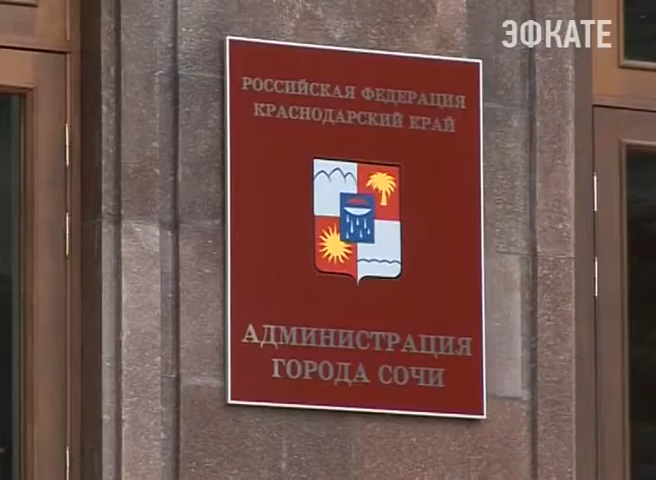 ЭФКАТЕ
РОССИЙСКАЯ ФЕДЕРАЦИЯ
КРАСНОДАРСКИЙ КРАЙ
АДМИНИСТРАЦИЯ
ГОРОДА СОЧИ